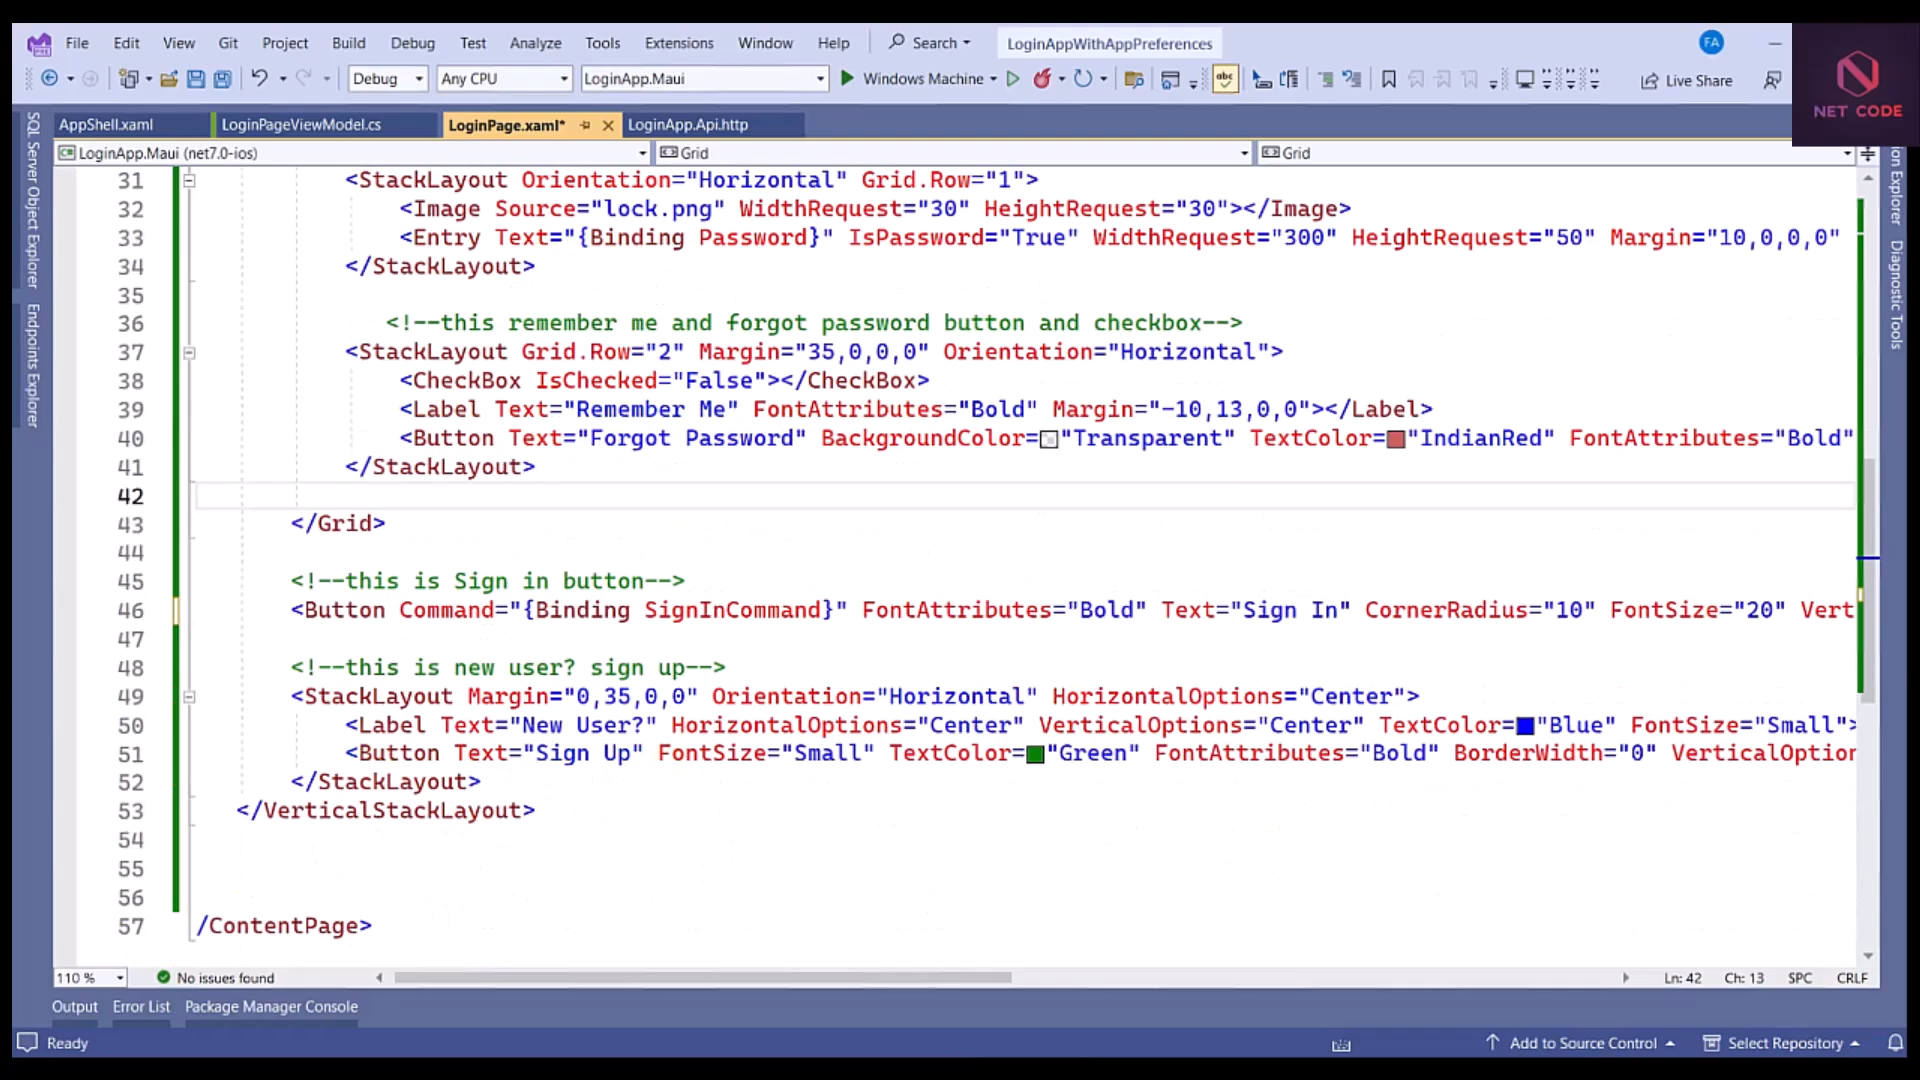 File Edit View Git Project Build Debug Test Analyze Tools Extensions Window Help Search LoginAppWithAppPreferences FA
Debug Any CPU LoginApp.Maui Windows Machine abc Live Share
NET CODE
AppShell.xaml LoginPageViewModel.cs LoginPage.xaml* LoginApp.Api.http
LoginApp.Maui (net7.0-ios) Grid Grid
SQL Server Object Explorer
Endpoints Explorer
31 <StackLayout Orientation="Horizontal" Grid.Row="1">
32 <Image Source="lock.png" WidthRequest="30" HeightRequest="30"></Image>
33 <Entry Text="{Binding Password}" IsPassword="True" WidthRequest="300" HeightRequest="50" Margin="10,0,0,0"
34 </StackLayout>
35
36 <!--this remember me and forgot password button and checkbox-->
37 <StackLayout Grid.Row="2" Margin="35,0,0,0" Orientation="Horizontal">
38 <CheckBox IsChecked="False"></CheckBox>
39 <Label Text="Remember Me" FontAttributes="Bold" Margin="-10,13,0,0"></Label>
40 <Button Text="Forgot Password" BackgroundColor="Transparent" TextColor="IndianRed" FontAttributes="Bold"
41 </StackLayout>
42
43 </Grid>
44
45 <!--this is Sign in button-->
46 <Button Command="{Binding SignInCommand}" FontAttributes="Bold" Text="Sign In" CornerRadius="10" FontSize="20" Vert
47
48 <!--this is new user? sign up-->
49 <StackLayout Margin="0,35,0,0" Orientation="Horizontal" HorizontalOptions="Center">
50 <Label Text="New User?" HorizontalOptions="Center" VerticalOptions="Center" TextColor="Blue" FontSize="Small">
51 <Button Text="Sign Up" FontSize="Small" TextColor="Green" FontAttributes="Bold" BorderWidth="0" VerticalOption
52 </StackLayout>
53 </VerticalStackLayout>
54
55
56
57 /ContentPage>
ion Explorer
Diagnostic Tools
110 % No issues found Ln: 42 Ch: 13 SPC CRLF
Output Error List Package Manager Console
Ready Add to Source Control Select Repository